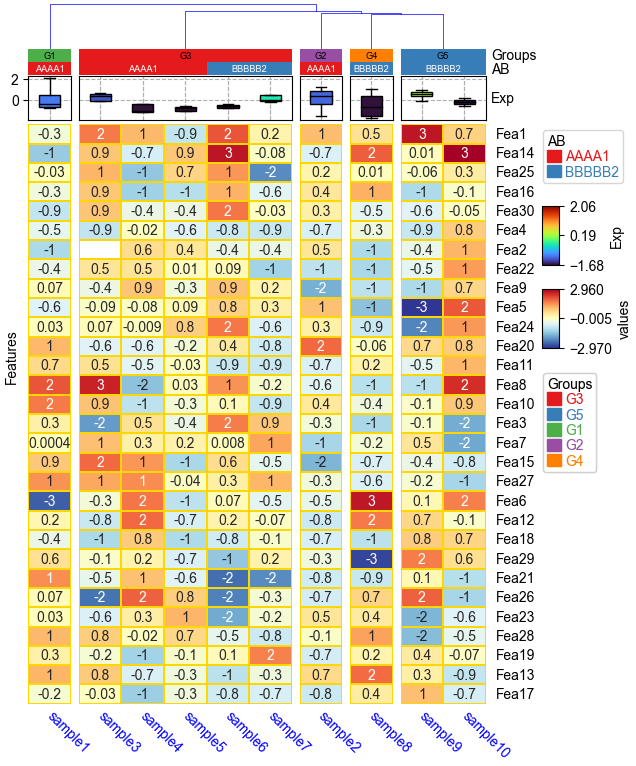 G1 G3 G2 G4 G5 Groups
AAAA1 AAAA1 BBBBB2 AAAA1 BBBBB2 BBBBB2 AB
2
0
Exp
-0.3 2 1 -0.9 2 0.2 1 0.5 3 0.7 Fea1
-1 0.9 -0.7 0.9 3 -0.08 -0.7 2 0.01 3 Fea14
-0.03 1 -1 0.7 1 -2 0.2 0.01 -0.06 0.3 Fea25
-0.3 0.9 -1 -1 1 -0.6 0.4 1 -1 -0.1 Fea16
-0.9 0.9 -0.4 -0.4 2 -0.03 0.3 -0.5 -0.6 -0.05 Fea30
-0.5 -0.9 -0.02 -0.6 -0.8 -0.9 -0.7 -0.3 -0.9 0.8 Fea4
-1 0.6 0.4 -0.4 -0.4 0.5 -1 -0.4 1 Fea2
-0.4 0.5 0.5 0.01 0.09 -1 -1 -1 -0.5 1 Fea22
0.07 -0.4 0.9 -0.3 0.9 0.2 -2 -1 -1 0.7 Fea9
-0.6 -0.09 -0.08 0.09 0.8 0.3 1 -1 -3 2 Fea5
0.03 0.07 -0.009 0.8 2 -0.6 0.3 -0.9 -2 1 Fea24
1 -0.6 -0.6 -0.2 0.4 -0.8 2 -0.06 0.7 0.8 Fea20
0.7 0.5 -0.5 -0.03 -0.9 -0.9 -0.7 0.2 -0.5 1 Fea11
2 3 -2 0.03 1 -0.2 -0.6 -1 -1 2 Fea8
2 0.9 -1 -0.3 0.1 -0.9 0.4 -0.4 -0.1 0.9 Fea10
0.3 -2 0.5 -0.4 2 0.9 -0.3 -1 -0.1 -2 Fea3
0.0004 1 0.3 0.2 0.008 1 -1 -0.2 0.5 -2 Fea7
0.9 2 1 -1 0.6 -0.5 -2 -0.7 -0.4 -0.8 Fea15
1 1 1 -0.04 0.3 1 -0.3 -0.6 -0.2 -1 Fea27
-3 -0.3 2 -1 0.07 -0.5 -0.5 3 0.1 2 Fea6
0.2 -0.8 2 -0.7 0.2 -0.07 -0.8 2 0.7 -0.1 Fea12
-0.4 -1 0.8 -1 -0.8 -0.1 -0.7 -1 0.8 0.7 Fea18
0.6 -0.1 0.2 -0.7 -1 0.2 -0.3 -3 2 0.6 Fea29
1 -0.5 1 -0.6 -2 -2 -0.8 -0.9 0.1 -1 Fea21
0.07 -2 2 0.8 -2 -0.3 -0.7 0.7 2 -1 Fea26
0.03 -0.6 0.3 1 -2 -0.2 0.5 0.4 -2 -0.6 Fea23
1 0.8 -0.02 0.7 -0.5 -0.8 -0.1 1 -2 -0.5 Fea28
0.3 -0.2 -1 -0.1 0.1 2 -0.7 0.2 0.4 -0.07 Fea19
1 0.8 -0.7 -0.3 -1 -0.3 0.7 2 0.3 -0.9 Fea13
-0.2 -0.03 -1 -0.3 -0.8 -0.7 -0.8 0.4 1 -0.7 Fea17
sample1 sample3 sample4 sample5 sample6 sample7 sample2 sample8 sample9 sample10
Features
AB
AAAA1
BBBBB2
2.06
0.19
-1.68
Exp
2.960
-0.005
-2.970
values
Groups
G3
G5
G1
G2
G4